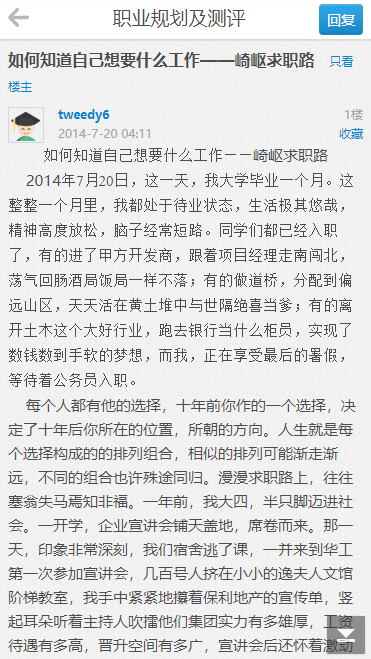 职业规划及测评
回复
如何知道自己想要什么工作——崎岖求职路 只看
楼主
tweedy6
1楼
2014-7-20 04:11
收藏
如何知道自己想要什么工作——崎岖求职路
2014年7月20日，这一天，我大学毕业一个月。这
整整一个月里，我都处于待业状态，生活极其悠哉，
精神高度放松，脑子经常短路。同学们都已经入职
了，有的进了甲方开发商，跟着项目经理走南闯北，
荡气回肠酒局饭局一样不落；有的做道桥，分配到偏
远山区，天天活在黄土堆中与世隔绝喜当爹；有的离
开土木这个大好行业，跑去银行当什么柜员，实现了
数钱数到手软的梦想，而我，正在享受最后的暑假，
等待着公务员入职。
每个人都有他的选择，十年前你作的一个选择，决
定了十年后你所在的位置，所朝的方向。人生就是每
个选择构成的的排列组合，相似的排列可能渐走渐
远，不同的组合也许殊途同归。漫漫求职路上，往往
塞翁失马焉知非福。一年前，我大四，半只脚迈进社
会。一开学，企业宣讲会铺天盖地，席卷而来。那一
天，印象非常深刻，我们宿舍逃了课，一并来到华工
第一次参加宣讲会，几百号人挤在小小的逸夫人文馆
阶梯教室，我手中紧紧地攥着保利地产的宣传单，竖
起耳朵听着主持人吹擂他们集团实力有多雄厚，工资
待遇有多高，晋升空间有多广，宣讲会后还怀着激动